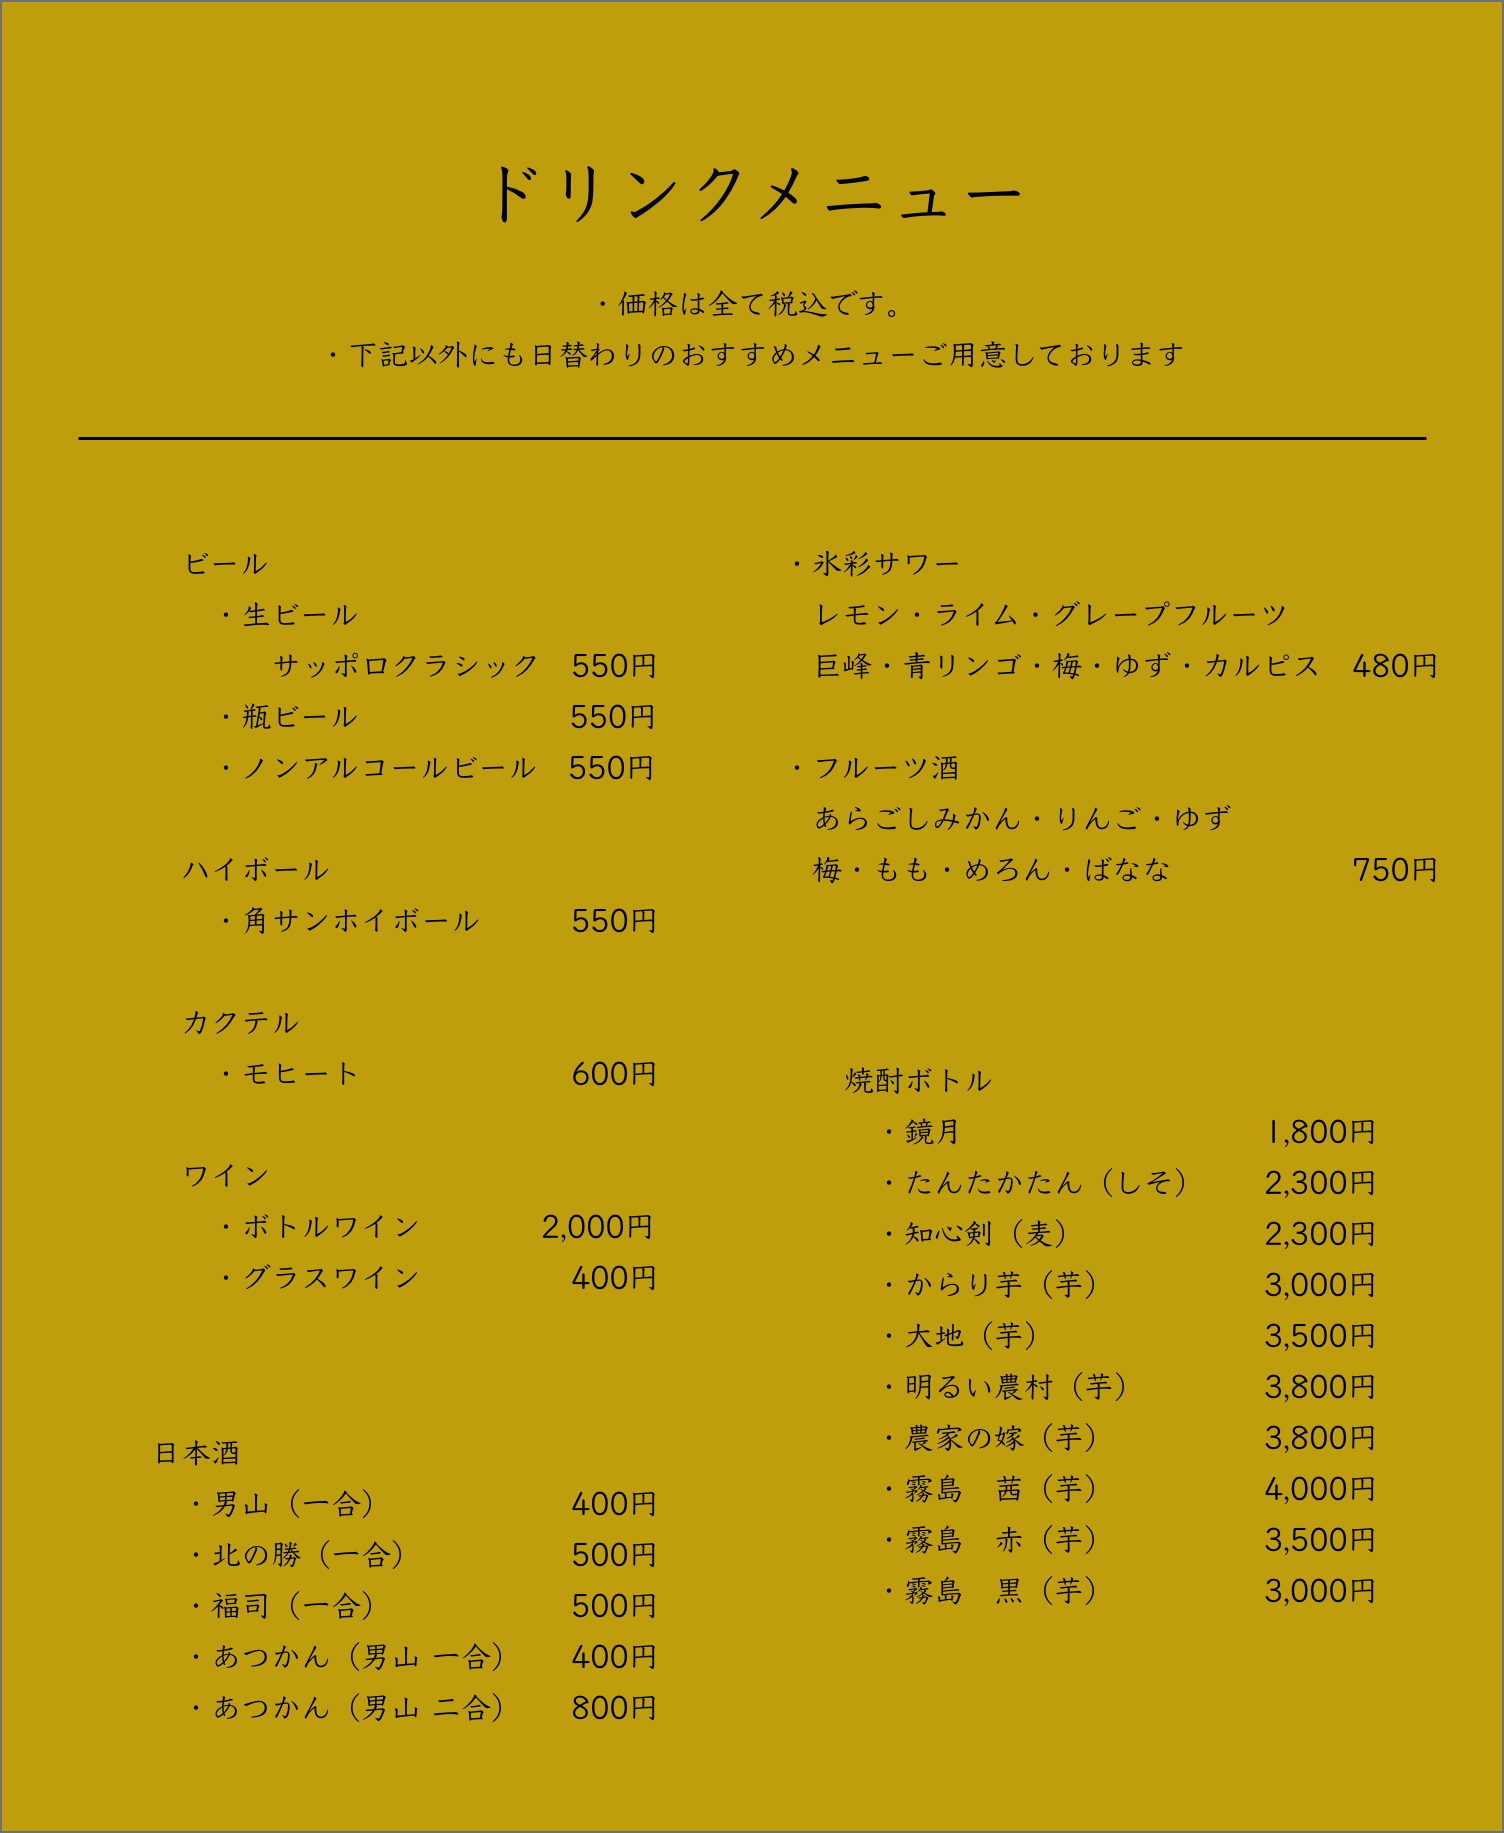 ドリンクメニュー
・価格は全て税込です。
・下記以外にも日替わりのおすすめメニューご用意しております
ビール
・生ビール
サッポロクラシック 550円
・瓶ビール 550円
・ノンアルコールビール 550円
ハイボール
・角サンホイボール 550円
カクテル
・モヒート 600円
ワイン
・ボトルワイン 2,000円
・グラスワイン 400円
日本酒
・男山（一合） 400円
・北の勝（一合） 500円
・福司（一合） 500円
・あつかん（男山 一合） 400円
・あつかん（男山 二合） 800円
・氷彩サワー
レモン・ライム・グレープフルーツ
巨峰・青リンゴ・梅・ゆず・カルピス 480円
・フルーツ酒
あらごしみかん・りんご・ゆず
梅・もも・めろん・ばなな 750円
焼酎ボトル
・鏡月 1,800円
・たんたかたん（しそ） 2,300円
・知心剣（麦） 2,300円
・からり芋（芋） 3,000円
・大地（芋） 3,500円
・明るい農村（芋） 3,800円
・農家の嫁（芋） 3,800円
・霧島　茜（芋） 4,000円
・霧島　赤（芋） 3,500円
・霧島　黒（芋） 3,000円